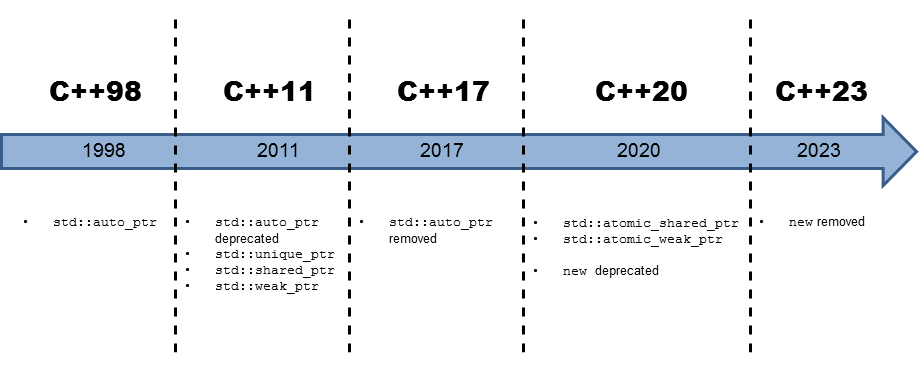 C++98
C++11
C++17
C++20
C++23
1998
2011
2017
2020
2023
• std::auto_ptr
• std::auto_ptr
deprecated
• std::unique_ptr
• std::shared_ptr
• std::weak_ptr
• std::auto_ptr
removed
• std::atomic_shared_ptr
• std::atomic_weak_ptr
• new deprecated
• new removed